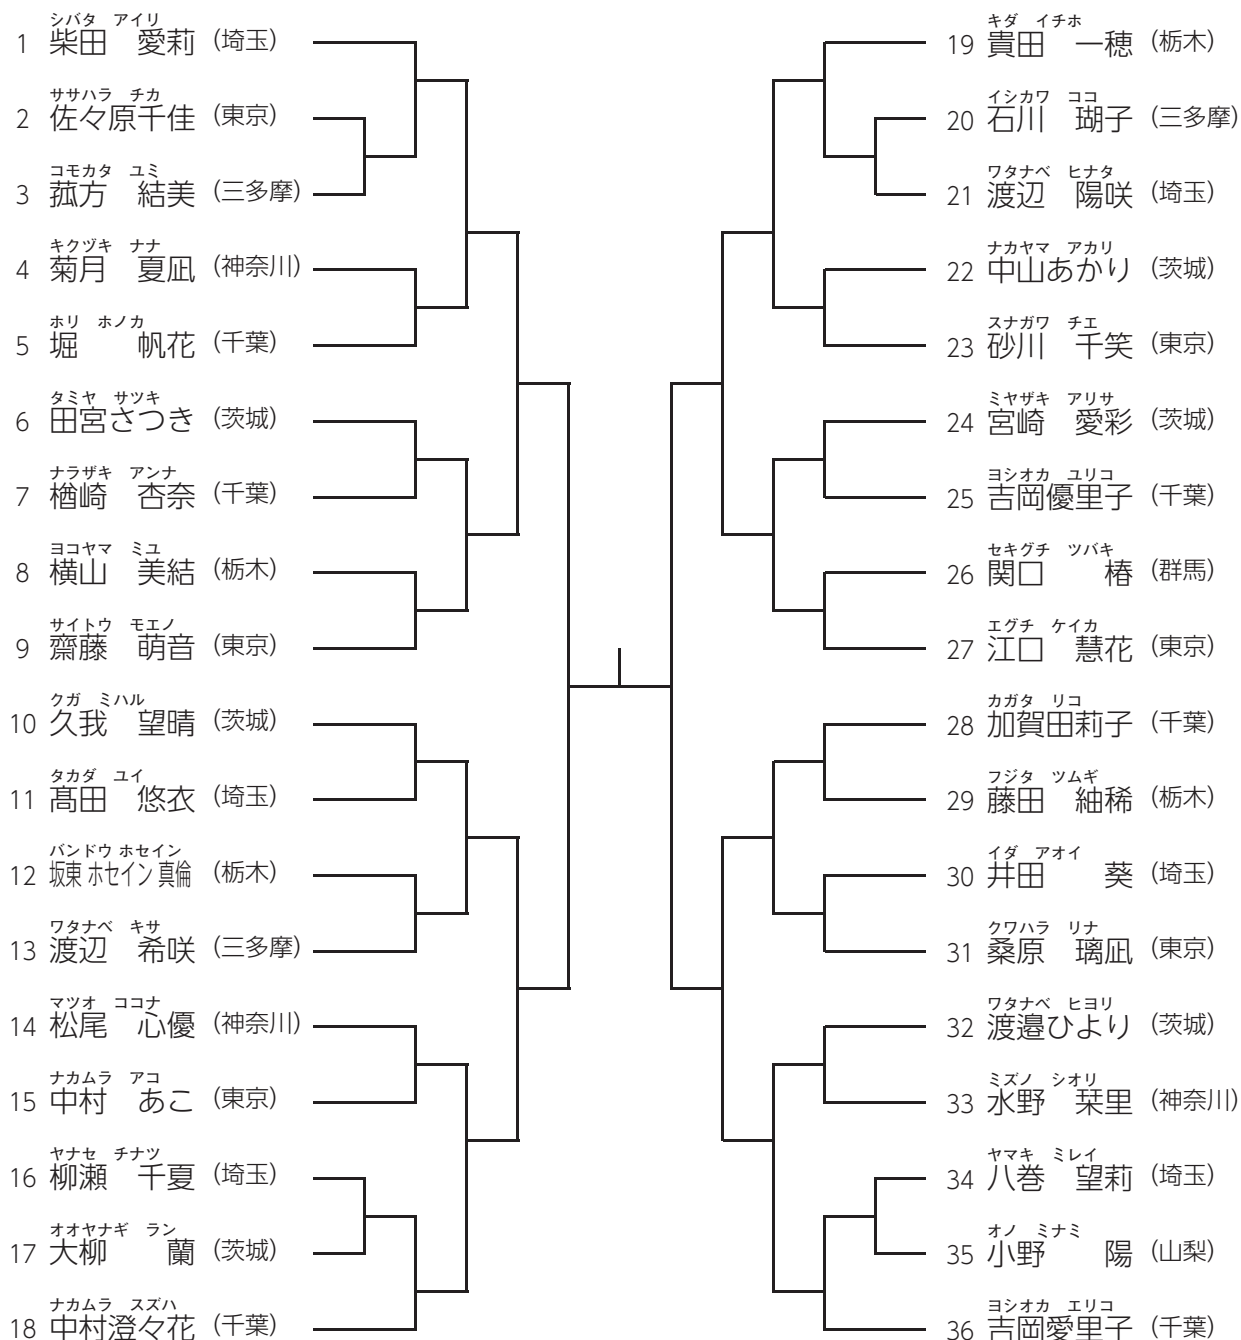 シバタ アイリ
1 柴田 愛莉 (埼玉)
ササハラ チカ
2 佐々原千佳 (東京)
コモカタ ユミ
3 菰方 結美 (三多摩)
キクヅキ ナナ
4 菊月 夏凪 (神奈川)
ホリ ホノカ
5 堀 帆花 (千葉)
タミヤ サツキ
6 田宮さつき (茨城)
ナラザキ アンナ
7 楢崎 杏奈 (千葉)
ヨコヤマ ミユ
8 横山 美結 (栃木)
サイトウ モエノ
9 齋藤 萌音 (東京)
クガ ミハル
10 久我 望晴 (茨城)
タカダ ユイ
11 髙田 悠衣 (埼玉)
バンドウ ホセイン
12 坂東 ホセイン 真倫 (栃木)
ワタナベ キサ
13 渡辺 希咲 (三多摩)
マツオ ココナ
14 松尾 心優 (神奈川)
ナカムラ アコ
15 中村 あこ (東京)
ヤナセ チナツ
16 柳瀬 千夏 (埼玉)
オオヤナギ ラン
17 大柳 蘭 (茨城)
ナカムラ スズハ
18 中村澄々花 (千葉)
キダ イチホ
19 貴田 一穂 (栃木)
イシカワ ココ
20 石川 瑚子 (三多摩)
ワタナベ ヒナタ
21 渡辺 陽咲 (埼玉)
ナカヤマ アカリ
22 中山あかり (茨城)
スナガワ チエ
23 砂川 千笑 (東京)
ミヤザキ アリサ
24 宮崎 愛彩 (茨城)
ヨシオカ ユリコ
25 吉岡優里子 (千葉)
セキグチ ツバキ
26 関口 椿 (群馬)
エグチ ケイカ
27 江口 慧花 (東京)
カガタ リコ
28 加賀田莉子 (千葉)
フジタ ツムギ
29 藤田 紬稀 (栃木)
イダ アオイ
30 井田 葵 (埼玉)
クワハラ リナ
31 桑原 璃凪 (東京)
ワタナベ ヒヨリ
32 渡邉ひより (茨城)
ミズノ シオリ
33 水野 栞里 (神奈川)
ヤマキ ミレイ
34 八巻 望莉 (埼玉)
オノ ミナミ
35 小野 陽 (山梨)
ヨシオカ エリコ
36 吉岡愛里子 (千葉)